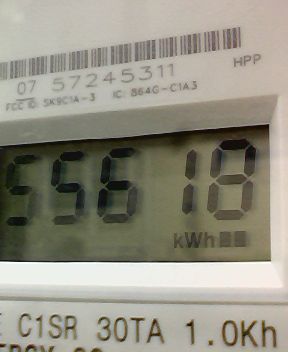 HPP
07 57245311
FCC ID: SK9C1A-3 IC: 864G-C1A3
55618
kWh
C1SR 30TA 1.0Kh